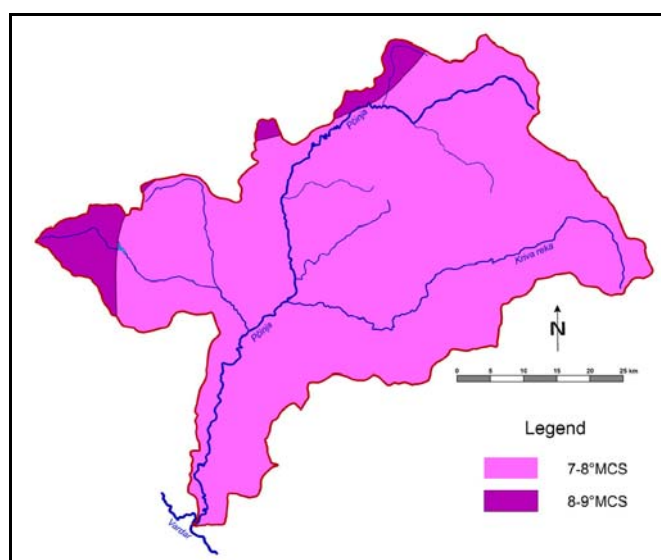 Pčinja
Kriva reka
Pčinja
N
0 5 10 15 20 25 km
Legend
7-8°MCS
8-9°MCS
Vardar